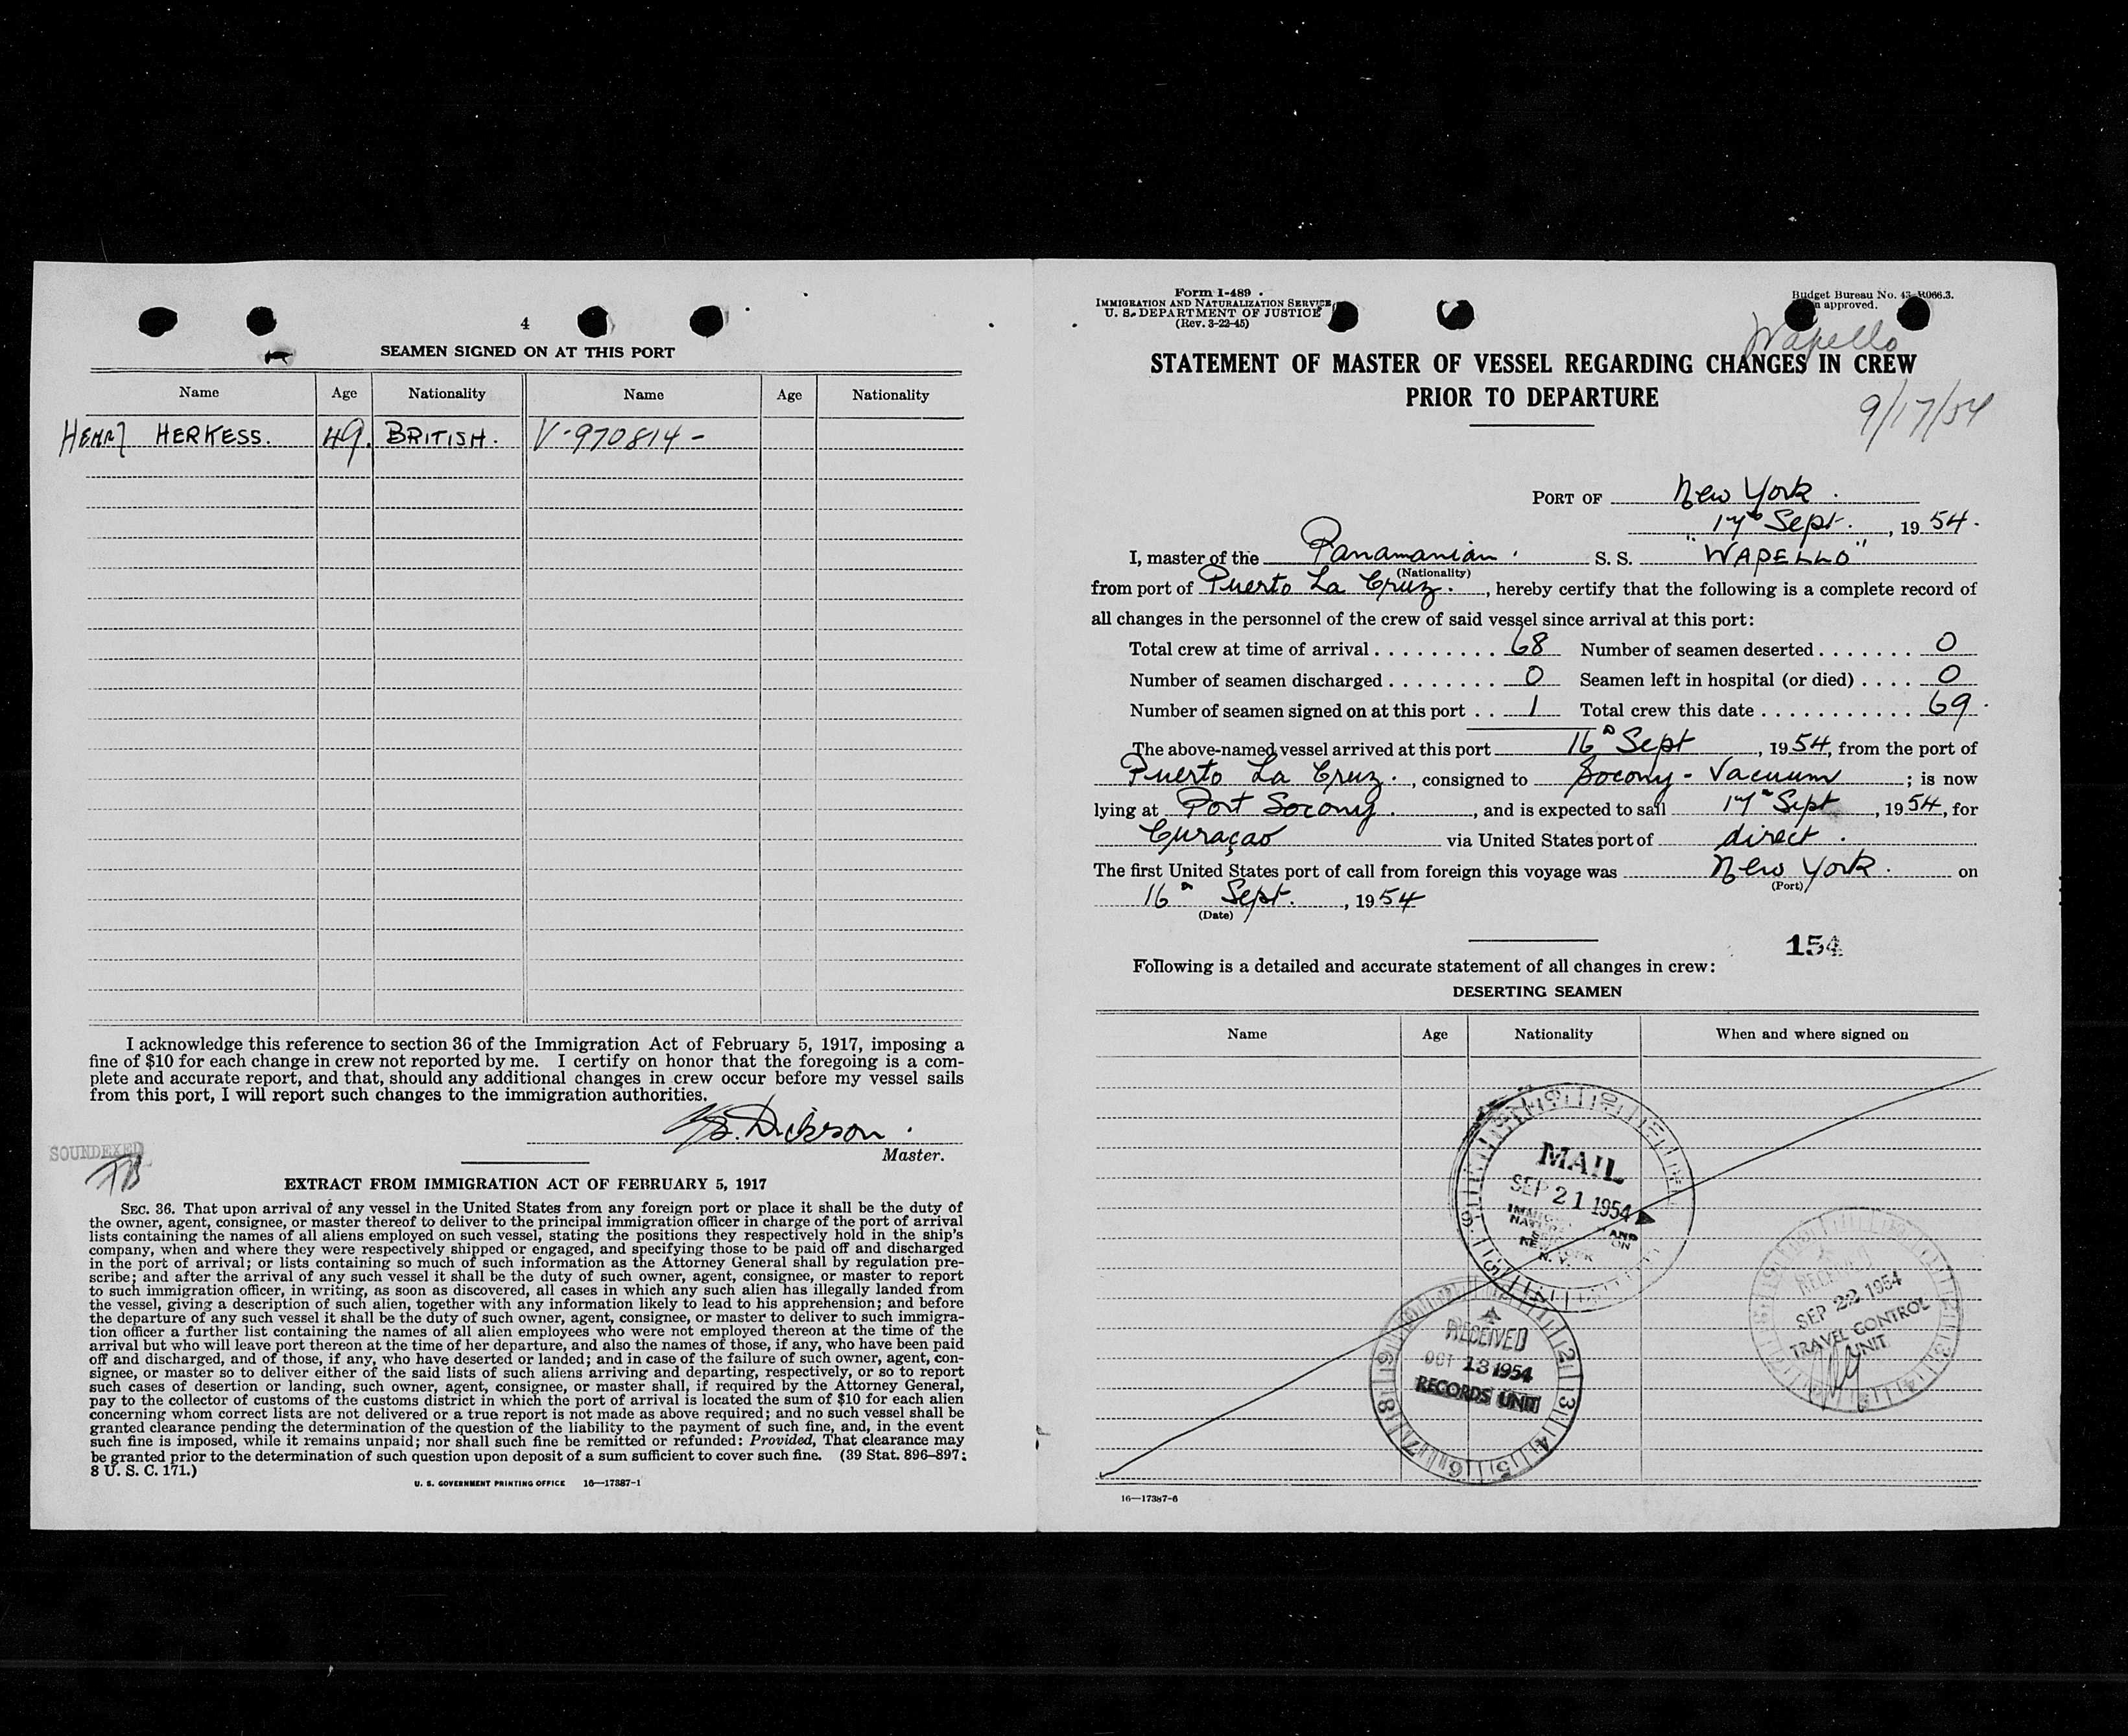 4
SEAMEN SIGNED ON AT THIS PORT
Name Age Nationality Name Age Nationality
HENRY HERKESS. 49. BRITISH. V-970814-
I acknowledge this reference to section 36 of the Immigration Act of February 5, 1917, imposing a
fine of $10 for each change in crew not reported by me. I certify on honor that the foregoing is a com-
plete and accurate report, and that, should any additional changes in crew occur before my vessel sails
from this port, I will report such changes to the immigration authorities.
Dickson.
Master.
SOUNDEXED
TB
EXTRACT FROM IMMIGRATION ACT OF FEBRUARY 5, 1917
SEC. 36. That upon arrival of any vessel in the United States from any foreign port or place it shall be the duty of
the owner, agent, consignee, or master thereof to deliver to the principal immigration officer in charge of the port of arrival
lists containing the names of all aliens employed on such vessel, stating the positions they respectively hold in the ship's
company, when and where they were respectively shipped or engaged, and specifying those to be paid off and discharged
in the port of arrival; or lists containing so much of such information as the Attorney General shall by regulation pre-
scribe; and after the arrival of any such vessel it shall be the duty of such owner, agent, consignee, or master to report
to such immigration officer, in writing, as soon as discovered, all cases in which any such alien has illegally landed from
the vessel, giving a description of such alien, together with any information likely to lead to his apprehension; and before
the departure of any such vessel it shall be the duty of such owner, agent, consignee, or master to deliver to such immigra-
tion officer a further list containing the names of all alien employees who were not employed thereon at the time of the
arrival but who will leave port thereon at the time of her departure, and also the names of those, if any, who have been paid
off and discharged, and of those, if any, who have deserted or landed; and in case of the failure of such owner, agent, con-
signee, or master so to deliver either of the said lists of such aliens arriving and departing, respectively, or so to report
such cases of desertion or landing, such owner, agent, consignee, or master shall, if required by the Attorney General,
pay to the collector of customs of the customs district in which the port of arrival is located the sum of $10 for each alien
concerning whom correct lists are not delivered or a true report is not made as above required; and no such vessel shall be
granted clearance pending the determination of the question of the liability to the payment of such fine, and, in the event
such fine is imposed, while it remains unpaid; nor shall such fine be remitted or refunded: Provided, That clearance may
be granted prior to the determination of such question upon deposit of a sum sufficient to cover such fine. (39 Stat. 896-897;
8 U. S. C. 171.)
U. S. GOVERNMENT PRINTING OFFICE 16—17387-1
Form I-489
IMMIGRATION AND NATURALIZATION SERVICE
U. S. DEPARTMENT OF JUSTICE
(Rev. 3-22-45)
Budget Bureau No. 43-R066.3.
approved.
Wapello
STATEMENT OF MASTER OF VESSEL REGARDING CHANGES IN CREW
PRIOR TO DEPARTURE
9/17/54
PORT OF New York.
17th Sept., 1954.
I, master of the Panamanian. S. S. "WAPELLO"
(Nationality)
from port of Puerto La Cruz., hereby certify that the following is a complete record of
all changes in the personnel of the crew of said vessel since arrival at this port:
Total crew at time of arrival . . . . . . . . . 68 Number of seamen deserted . . . . . . . 0
Number of seamen discharged . . . . . . . . 0 Seamen left in hospital (or died) . . . . 0
Number of seamen signed on at this port . . 1 Total crew this date . . . . . . . . . . . 69.
The above-named vessel arrived at this port 16th Sept, 1954, from the port of
Puerto La Cruz., consigned to Socony-Vacuum; is now
lying at Port Socony., and is expected to sail 17th Sept, 1954, for
Curaçao via United States port of direct.
The first United States port of call from foreign this voyage was New York. on
(Port)
16th Sept., 1954
(Date)
154
Following is a detailed and accurate statement of all changes in crew:
DESERTING SEAMEN
Name Age Nationality When and where signed on
MAIL
SEP 21 1954
AND
NEW YORK
N. Y.
RECEIVED
SEP 22 1954
TRAVEL CONTROL
UNIT
RECEIVED
OCT 13 1954
RECORDS UNIT
16—17387-6